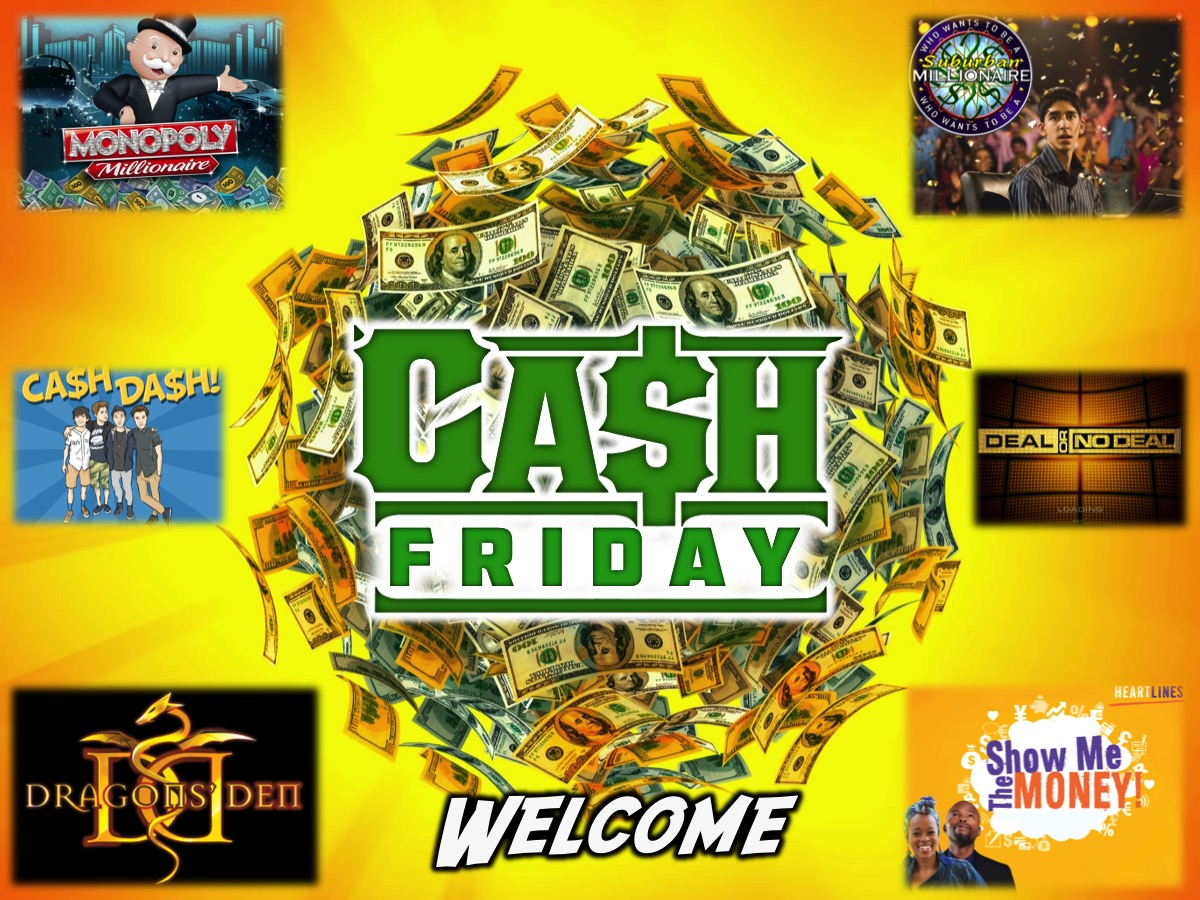 MONOPOLY
Millionaire
WHO WANTS TO BE A
Suburban
MILLIONAIRE
WHO WANTS TO BE A
CA$H DA$H!
CA$H
FRIDAY
DEAL OR NO DEAL
LOADING
DRAGONS' DEN
HEARTLINES
Show Me
The MONEY!
WELCOME